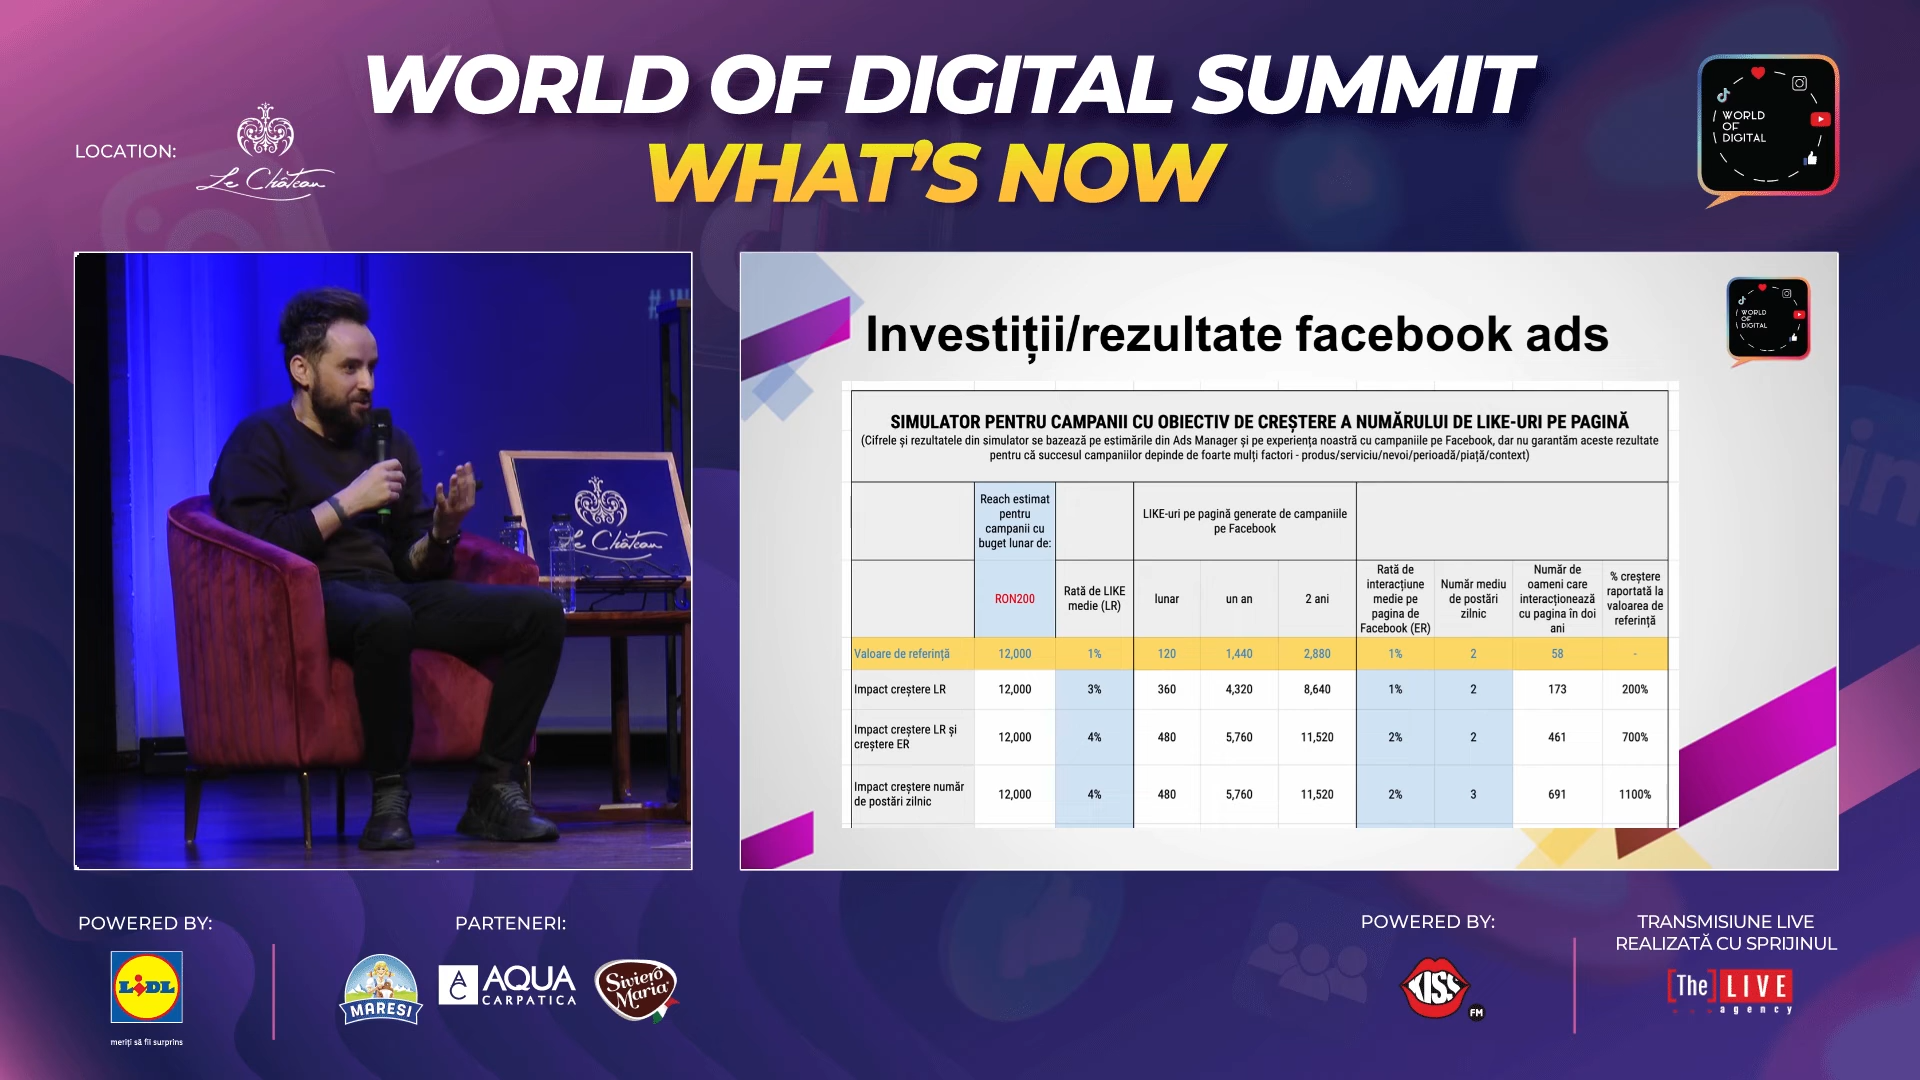 WORLD OF DIGITAL SUMMIT
WHAT'S NOW
LOCATION:
Le Château
WORLD
OF
DIGITAL
Le Château
Investiții/rezultate facebook ads
WORLD
OF
DIGITAL
SIMULATOR PENTRU CAMPANII CU OBIECTIV DE CREȘTERE A NUMĂRULUI DE LIKE-URI PE PAGINĂ
(Cifrele și rezultatele din simulator se bazează pe estimările din Ads Manager și pe experiența noastră cu campaniile pe Facebook, dar nu garantăm aceste rezultate
pentru că succesul campaniilor depinde de foarte mulți factori - produs/serviciu/nevoi/perioadă/piață/context)
Reach estimat
pentru
campanii cu
buget lunar de:
LIKE-uri pe pagină generate de campaniile
pe Facebook
RON200
Rată de LIKE
medie (LR)
lunar
un an
2 ani
Rată de
interacțiune
medie pe
pagina de
Facebook (ER)
Număr mediu
de postări
zilnic
Număr de
oameni care
interacționează
cu pagina în doi
ani
% creștere
raportată la
valoarea de
referință
Valoare de referință 12,000 1% 120 1,440 2,880 1% 2 58 -
Impact creștere LR 12,000 3% 360 4,320 8,640 1% 2 173 200%
Impact creștere LR și
creștere ER 12,000 4% 480 5,760 11,520 2% 2 461 700%
Impact creștere număr
de postări zilnic 12,000 4% 480 5,760 11,520 2% 3 691 1100%
POWERED BY:
LIDL
meriți să fii surprins
PARTENERI:
MARESI
AC
AQUA
CARPATICA
Siviero
Maria
POWERED BY:
KISS
FM
TRANSMISIUNE LIVE
REALIZATĂ CU SPRIJINUL
[The] LIVE
agency